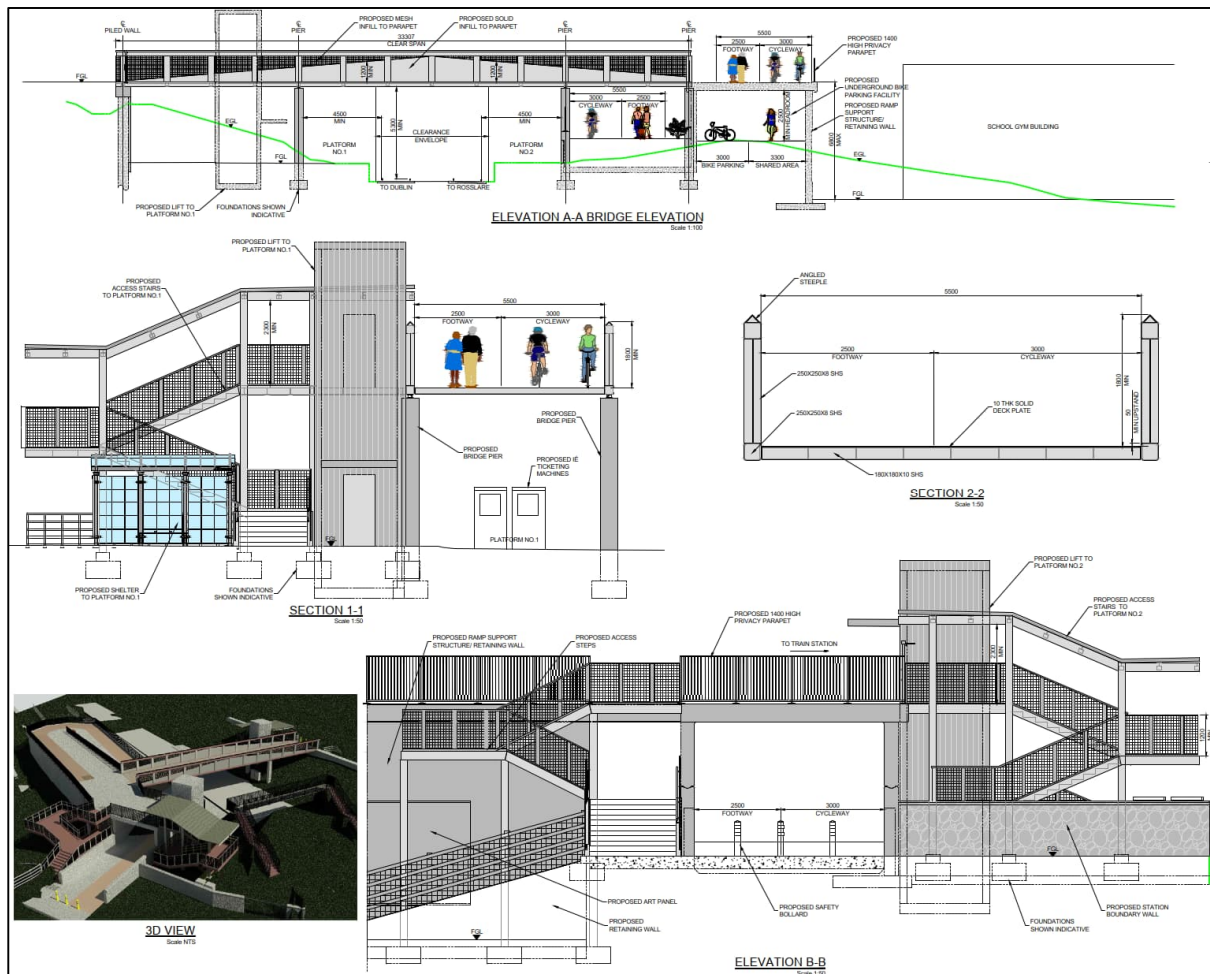 ℄
PILED WALL
℄
PIER
PROPOSED MESH
INFILL TO PARAPET
PROPOSED SOLID
INFILL TO PARAPET
33307
CLEAR SPAN
℄
PIER
℄
PIER
5500
2500
FOOTWAY
3000
CYCLEWAY
PROPOSED 1400
HIGH PRIVACY
PARAPET
FGL
1200
MIN
1200
MIN
5500
3000
CYCLEWAY
2500
FOOTWAY
PROPOSED
UNDERGROUND BIKE
PARKING FACILITY
PROPOSED RAMP
SUPPORT
STRUCTURE/
RETAINING WALL
EGL
4500
MIN
5300
MIN
4500
MIN
CLEARANCE
ENVELOPE
PLATFORM
NO.1
PLATFORM
NO.2
2500
MIN HEADROOM
6800
MAX
SCHOOL GYM BUILDING
FGL
3000
BIKE PARKING
3300
SHARED AREA
EGL
FGL
TO DUBLIN
TO ROSSLARE
PROPOSED LIFT TO
PLATFORM NO.1
FOUNDATIONS SHOWN
INDICATIVE
ELEVATION A-A BRIDGE ELEVATION
Scale 1:100
PROPOSED LIFT TO
PLATFORM NO.1
PROPOSED
ACCESS STAIRS
TO PLATFORM NO.1
2300
MIN
5500
2500
FOOTWAY
3000
CYCLEWAY
1800
MIN
PROPOSED
BRIDGE PIER
PROPOSED
BRIDGE PIER
PROPOSED IÉ
TICKETING
MACHINES
FGL
PLATFORM NO.1
PROPOSED SHELTER
TO PLATFORM NO.1
FOUNDATIONS
SHOWN INDICATIVE
SECTION 1-1
Scale 1:50
ANGLED
STEEPLE
5500
2500
FOOTWAY
3000
CYCLEWAY
250X250X8 SHS
250X250X8 SHS
10 THK SOLID
DECK PLATE
1800
MIN
50
MIN UPSTAND
180X180X10 SHS
SECTION 2-2
Scale 1:50
3D VIEW
Scale NTS
PROPOSED RAMP SUPPORT
STRUCTURE/ RETAINING WALL
PROPOSED ACCESS
STEPS
PROPOSED 1400 HIGH
PRIVACY PARAPET
TO TRAIN STATION
PROPOSED LIFT TO
PLATFORM NO.2
PROPOSED ACCESS
STAIRS TO
PLATFORM NO.2
2300
MIN
2500
FOOTWAY
3000
CYCLEWAY
FGL
FGL
PROPOSED ART PANEL
PROPOSED
RETAINING WALL
PROPOSED SAFETY
BOLLARD
FOUNDATIONS
SHOWN INDICATIVE
PROPOSED STATION
BOUNDARY WALL
ELEVATION B-B
Scale 1:50